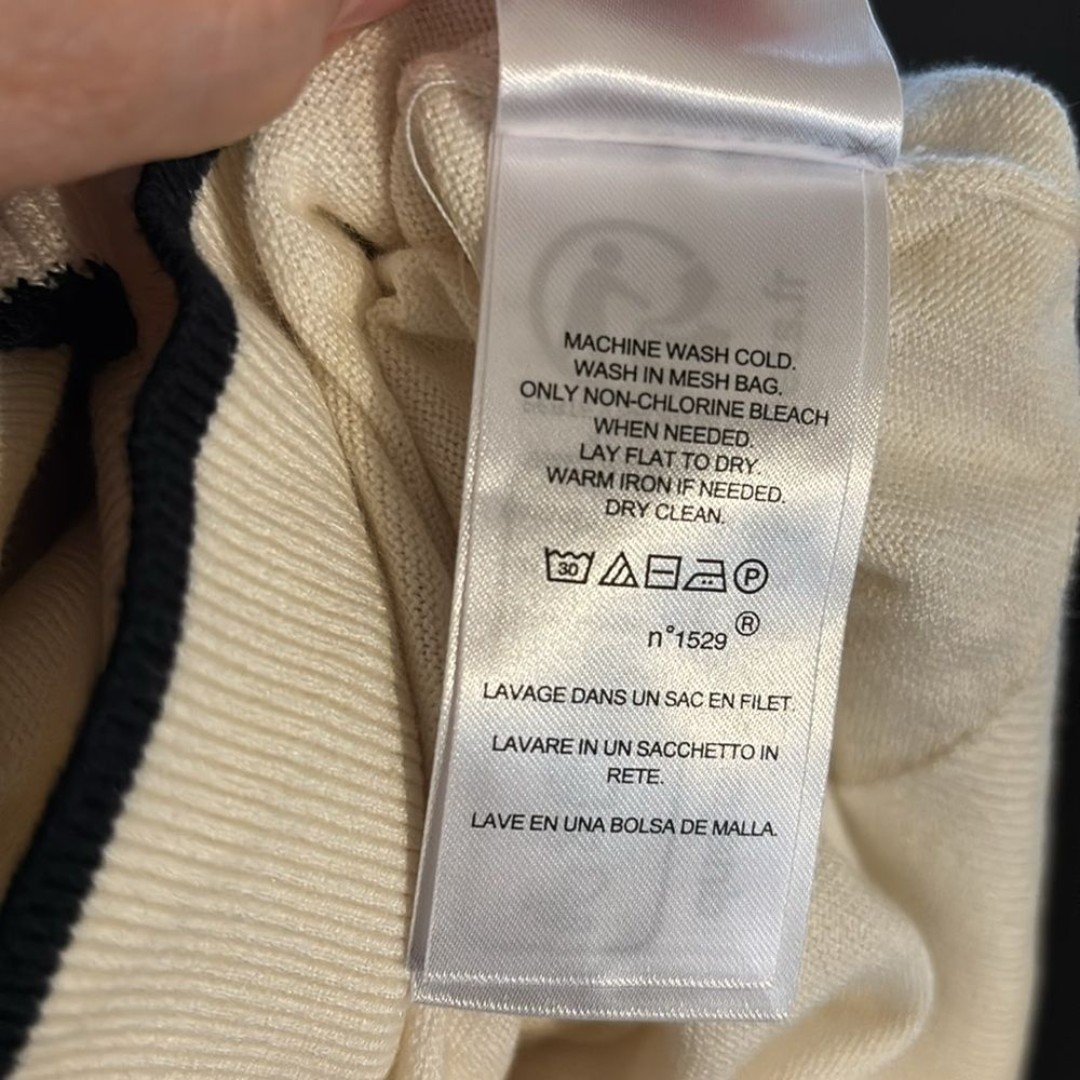 MACHINE WASH COLD.
WASH IN MESH BAG.
ONLY NON-CHLORINE BLEACH
WHEN NEEDED.
LAY FLAT TO DRY.
WARM IRON IF NEEDED.
DRY CLEAN.
30 P
n°1529 ®
LAVAGE DANS UN SAC EN FILET
LAVARE IN UN SACCHETTO IN
RETE.
LAVE EN UNA BOLSA DE MALLA.